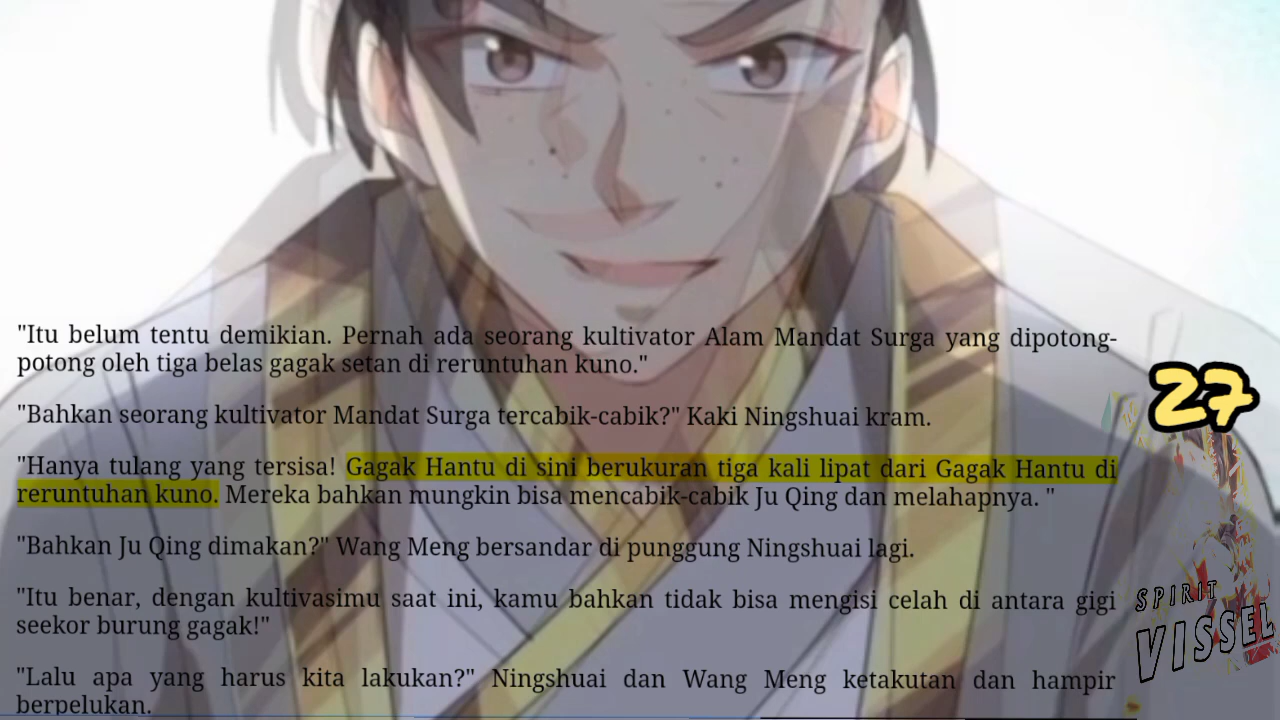 "Itu belum tentu demikian. Pernah ada seorang kultivator Alam Mandat Surga yang dipotong-
potong oleh tiga belas gagak setan di reruntuhan kuno."
"Bahkan seorang kultivator Mandat Surga tercabik-cabik?" Kaki Ningshuai kram.
"Hanya tulang yang tersisa! Gagak Hantu di sini berukuran tiga kali lipat dari Gagak Hantu di
reruntuhan kuno. Mereka bahkan mungkin bisa mencabik-cabik Ju Qing dan melahapnya. "
"Bahkan Ju Qing dimakan?" Wang Meng bersandar di punggung Ningshuai lagi.
"Itu benar, dengan kultivasimu saat ini, kamu bahkan tidak bisa mengisi celah di antara gigi
seekor burung gagak!"
"Lalu apa yang harus kita lakukan?" Ningshuai dan Wang Meng ketakutan dan hampir
berpelukan.
27
SPIRIT
VISSEL